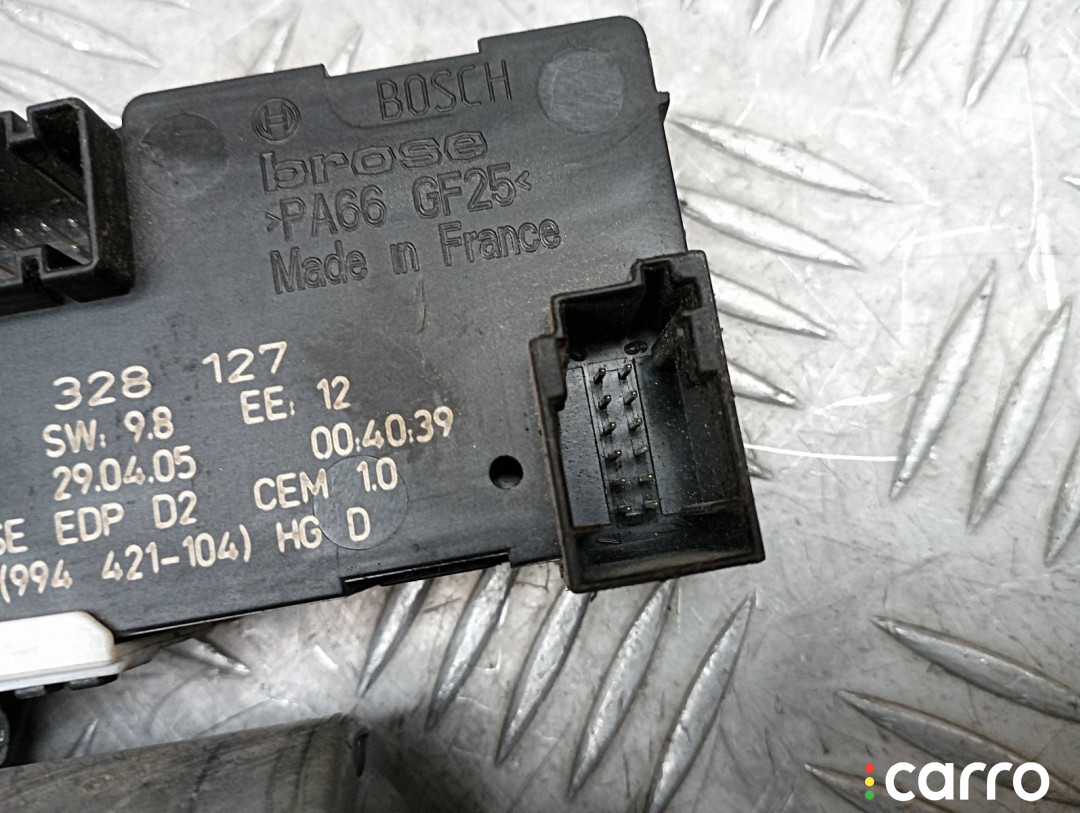 BOSCH
brose
>PA66 GF25<
Made in France
328 127
SW: 9.8 EE: 12
29.04.05 00:40:39
SE EDP D2 CEM 1.0
(994 421-104) HG D
carro